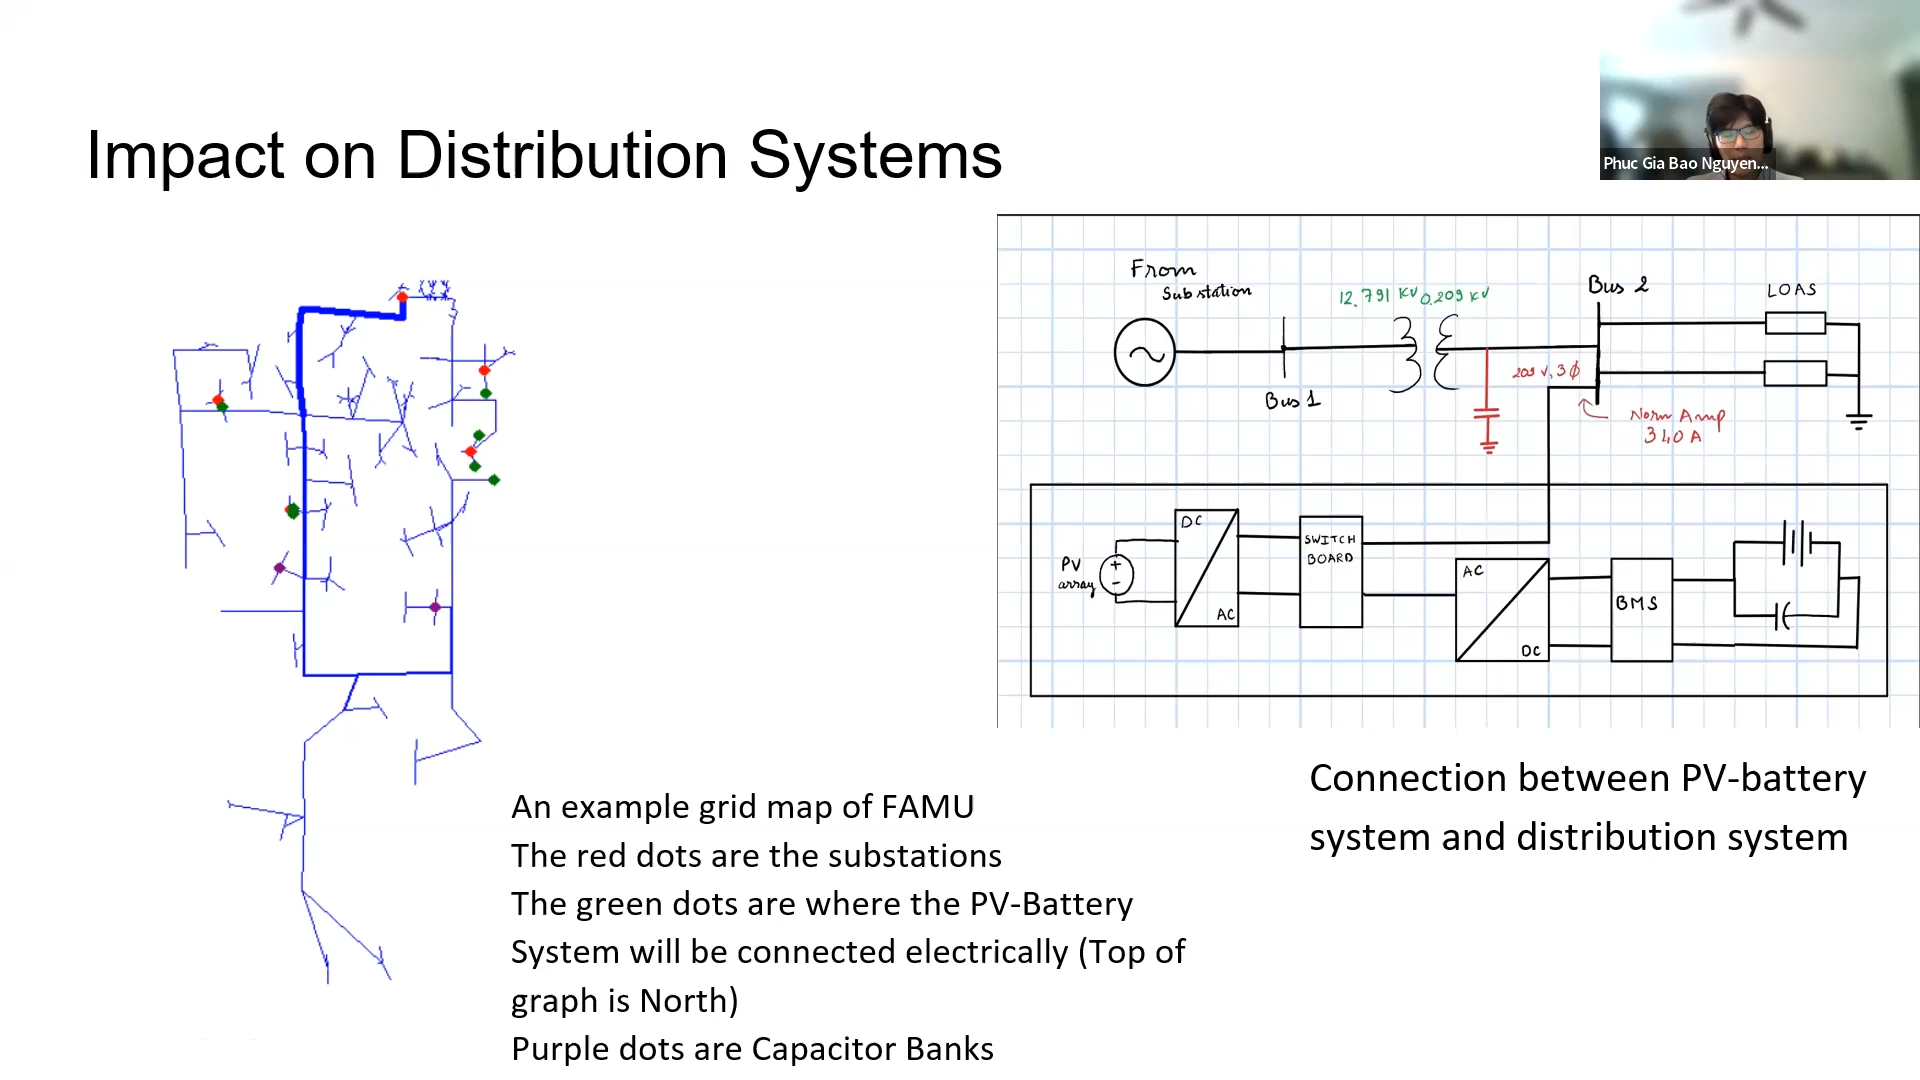 Impact on Distribution Systems
Phuc Gia Bao Nguyen...
From
Substation
12.791 KV 0.209 KV
Bus 2
LOAS
Bus 1
209 V, 3ϕ
Norm Amp
310 A
PV
array
+
-
DC
AC
SWITCH
BOARD
AC
DC
BMS
An example grid map of FAMU
The red dots are the substations
The green dots are where the PV-Battery
System will be connected electrically (Top of
graph is North)
Purple dots are Capacitor Banks
Connection between PV-battery
system and distribution system